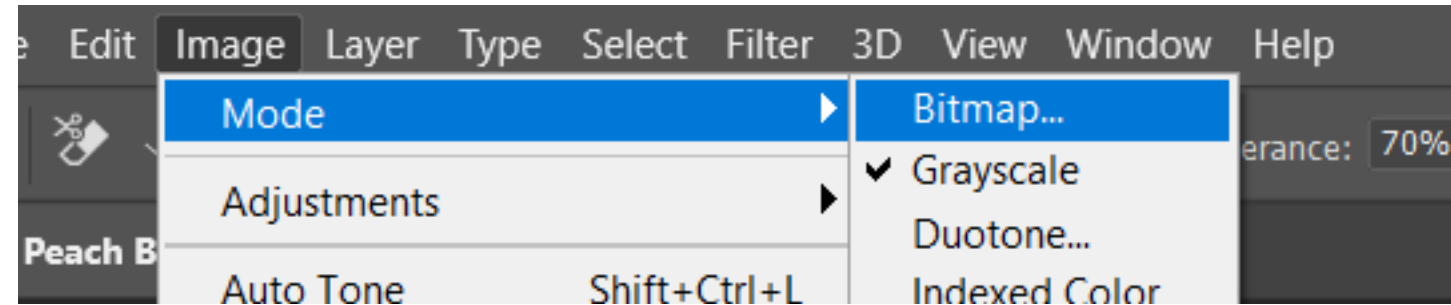 Edit Image Layer Type Select Filter 3D View Window Help
Mode
Bitmap...
erance: 70%
Grayscale
Adjustments
Duotone...
Peach B
Auto Tone Shift+Ctrl+L
Indexed Color